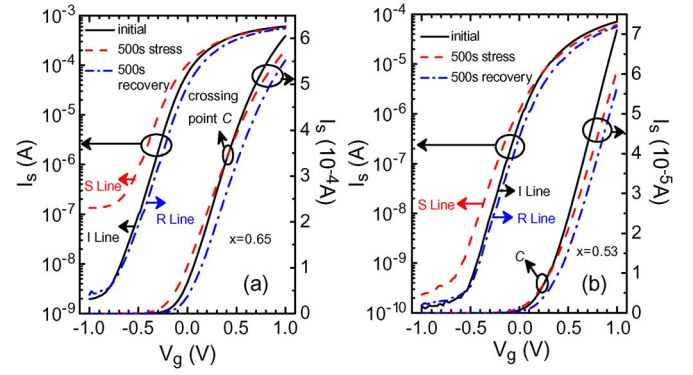 10⁻³
10⁻⁴
10⁻⁵
10⁻⁶
10⁻⁷
10⁻⁸
10⁻⁹
Iₛ (A)
initial
500s stress
500s
recovery
crossing
point C
S Line
I Line
R Line
x=0.65
(a)
6
5
4
3
2
1
0
Iₛ (10⁻⁴A)
-1.0 -0.5 0.0 0.5 1.0
V_g (V)
10⁻⁴
10⁻⁵
10⁻⁶
10⁻⁷
10⁻⁸
10⁻⁹
10⁻¹⁰
Iₛ (A)
initial
500s stress
500s recovery
I Line
S Line
R Line
C
x=0.53
(b)
7
6
5
4
3
2
1
0
Iₛ (10⁻⁵A)
-1.0 -0.5 0.0 0.5 1.0
V_g (V)